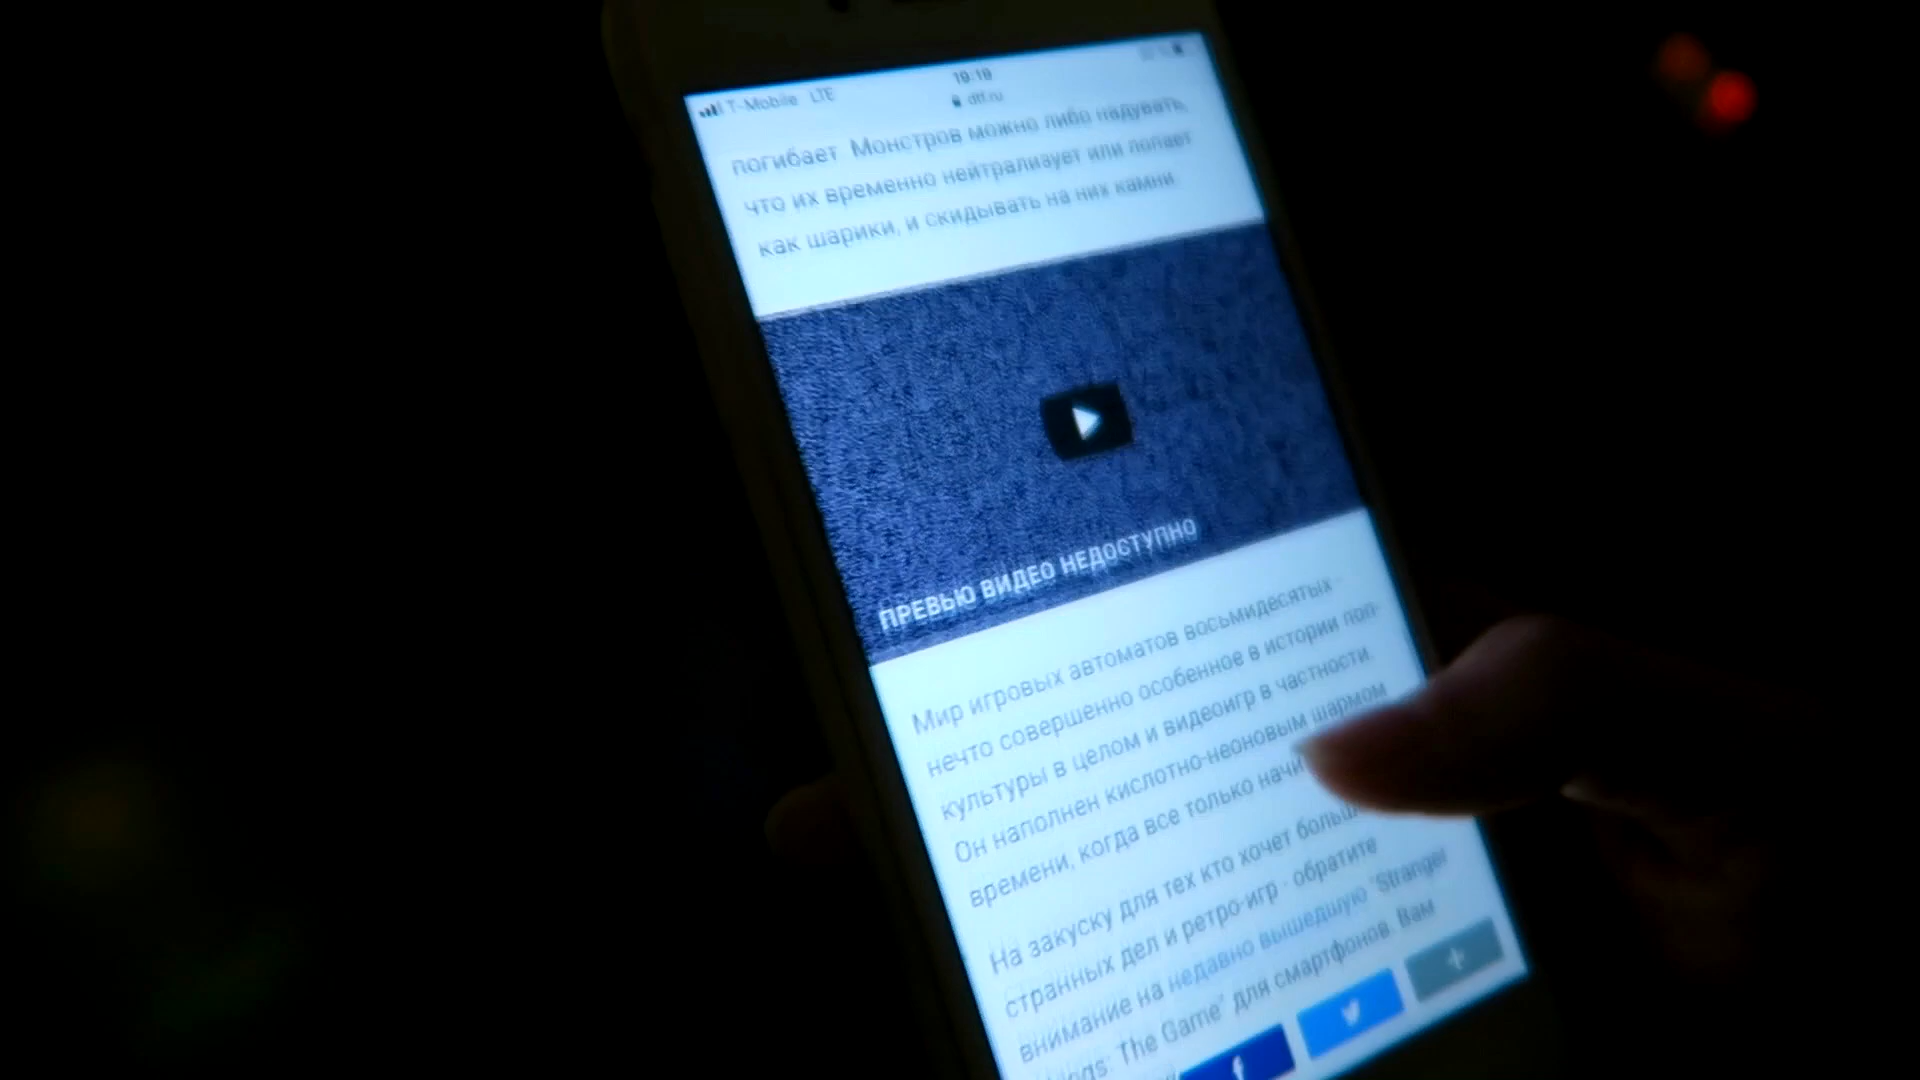 T-Mobile LTE
19:19
dtf.ru
погибает Монстров можно либо надувать,
что их временно нейтрализует или лопает
как шарики, и скидывать на них камни
ПРЕВЬЮ ВИДЕО НЕДОСТУПНО
Мир игровых автоматов восьмидесятых -
нечто совершенно особенное в истории поп-
культуры в целом и видеоигр в частности.
Он наполнен кислотно-неоновым шармом
времени, когда все только начи
На закуску для тех кто хочет больш
странных дел и ретро-игр - обратите
внимание на недавно вышедшую "Stranger
ngs: The Game" для смартфонов. Вам